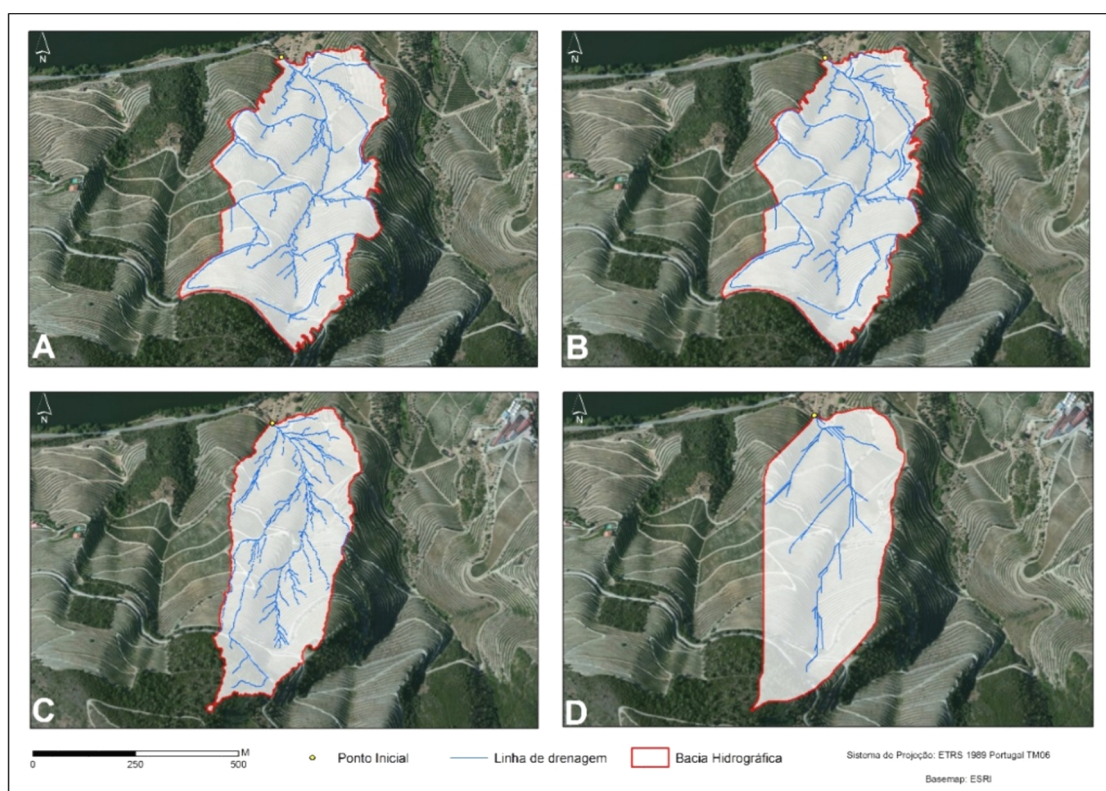 N
N
A
B
N
N
C
D
M
0
250
500
Ponto Inicial
Linha de drenagem
Bacia Hidrográfica
Sistema de Projeção: ETRS 1989 Portugal TM06
Basemap: ESRI